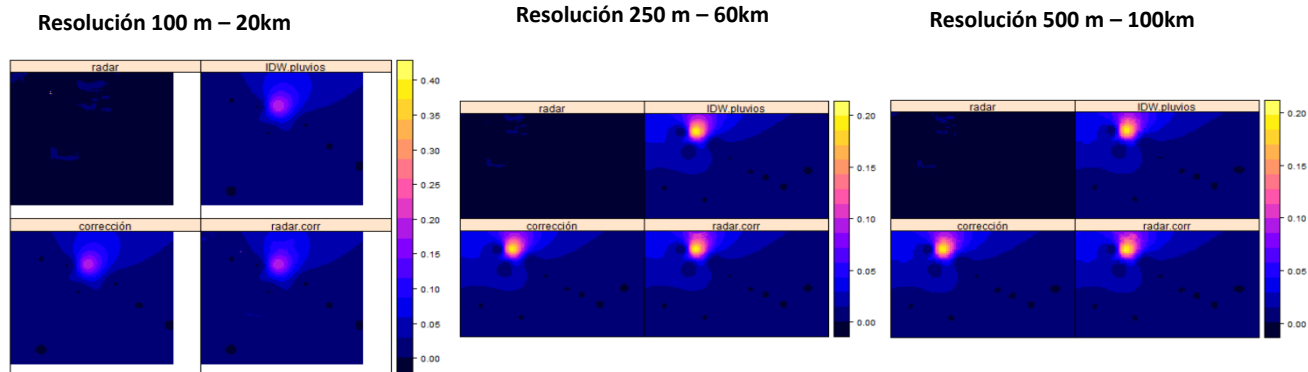 Resolución 100 m – 20km
radar
IDW.pluvios
corrección
radar.corr
0.40
0.35
0.30
0.25
0.20
0.15
0.10
0.05
0.00
Resolución 250 m – 60km
radar
IDW.pluvios
corrección
radar.corr
0.20
0.15
0.10
0.05
0.00
Resolución 500 m – 100km
radar
IDW.pluvios
corrección
radar.corr
0.20
0.15
0.10
0.05
0.00